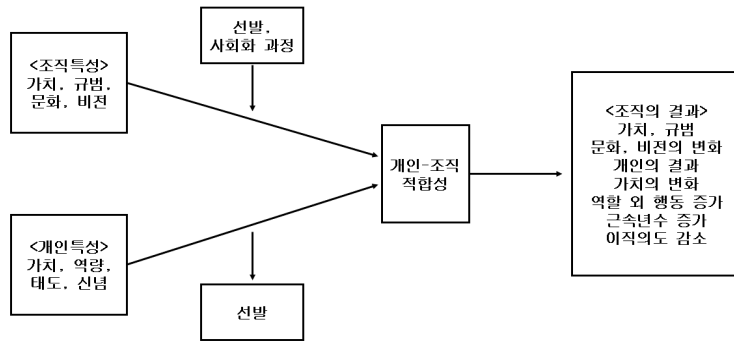 선발,
사회화 과정
<조직특성>
가치, 규범,
문화, 비전
개인-조직
적합성
<조직의 결과>
가치, 규범
문화, 비전의 변화
개인의 결과
가치의 변화
역할 외 행동 증가
근속년수 증가
이직의도 감소
<개인특성>
가치, 역량,
태도, 신념
선발